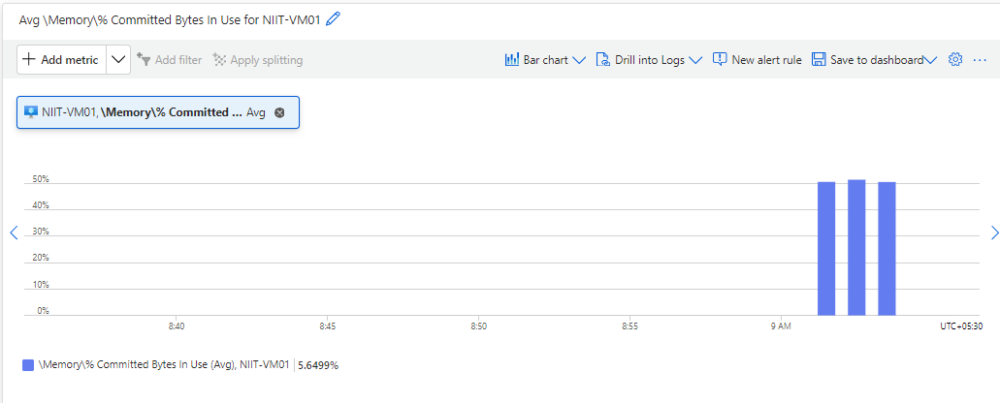 Avg \Memory\% Committed Bytes In Use for NIIT-VM01
Add metric Add filter Apply splitting Bar chart Drill into Logs New alert rule Save to dashboard ...
NIIT-VM01, \Memory\% Committed ... Avg
50%
40%
30%
20%
10%
0%
8:40 8:45 8:50 8:55 9 AM UTC+05:30
\Memory\% Committed Bytes In Use (Avg), NIIT-VM01 5.6499%